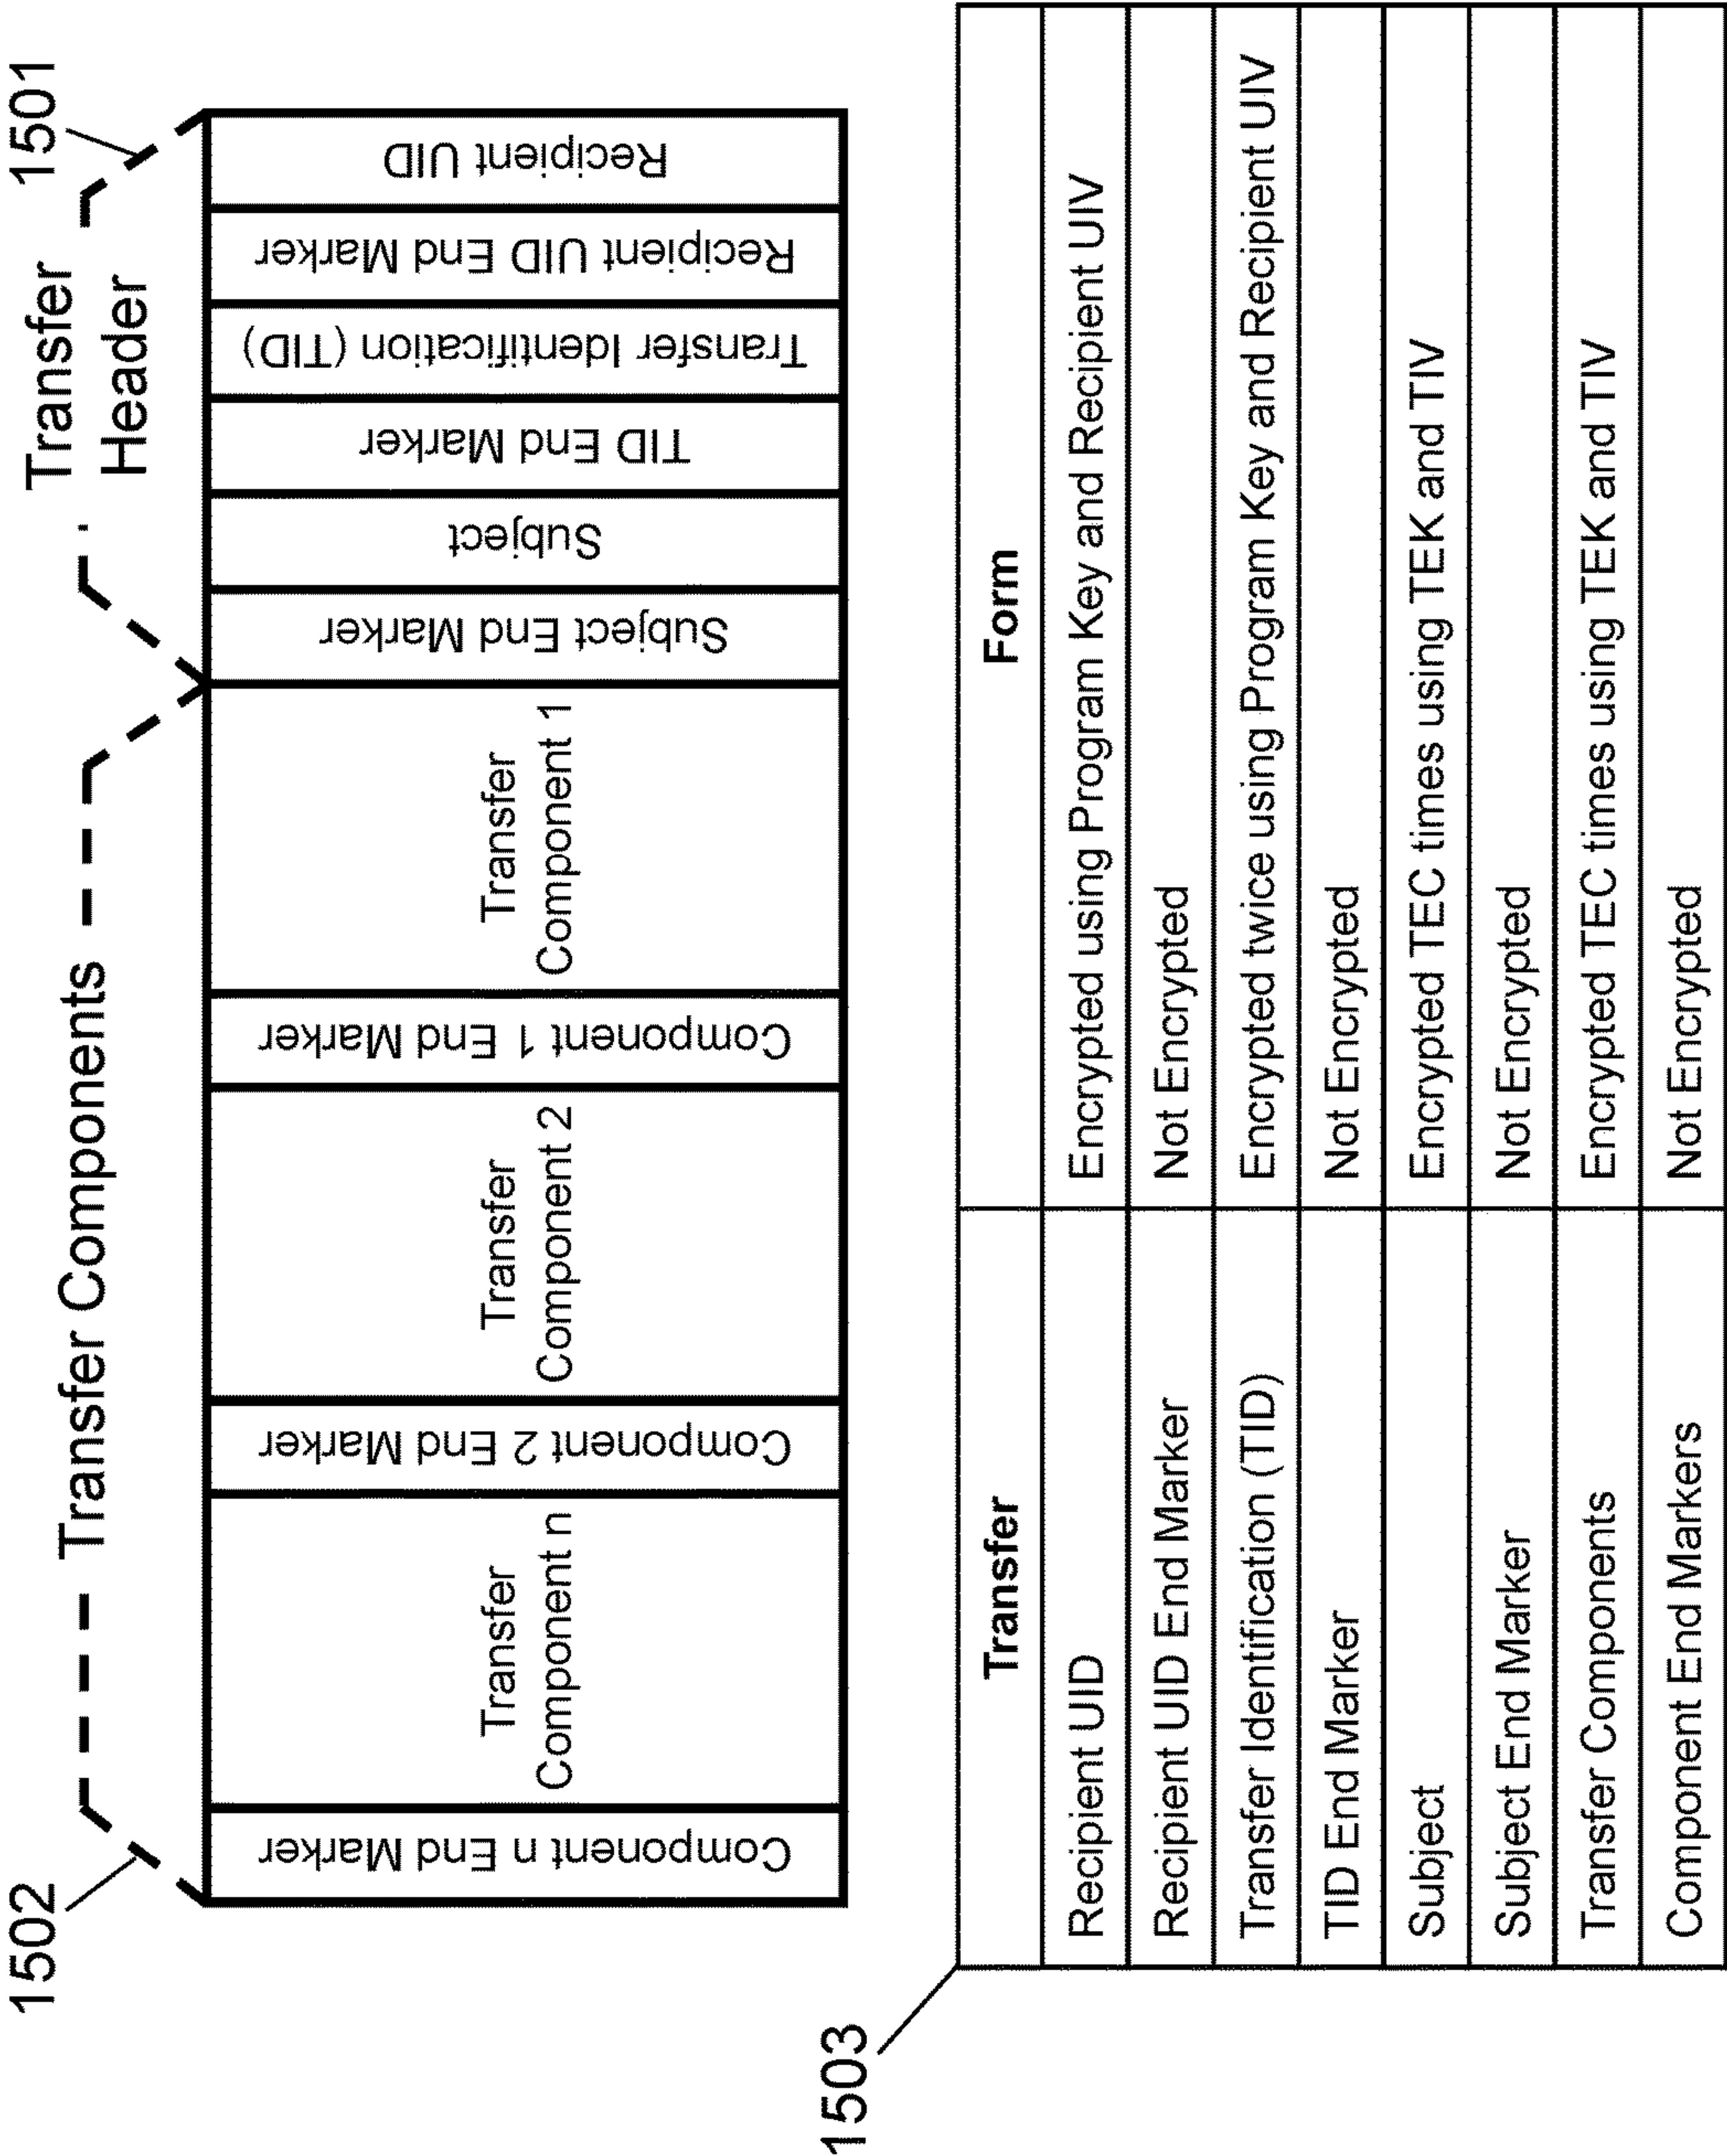 1502
Transfer Components
Transfer
Header
1501
Component n End Marker
Transfer
Component n
Component 2 End Marker
Transfer
Component 2
Component 1 End Marker
Transfer
Component 1
Subject End Marker
Subject
TID End Marker
Transfer Identification (TID)
Recipient UID End Marker
Recipient UID
1503
Transfer
Form
Recipient UID
Encrypted using Program Key and Recipient UIV
Recipient UID End Marker
Not Encrypted
Transfer Identification (TID)
Encrypted twice using Program Key and Recipient UIV
TID End Marker
Not Encrypted
Subject
Encrypted TEC times using TEK and TIV
Subject End Marker
Not Encrypted
Transfer Components
Encrypted TEC times using TEK and TIV
Component End Markers
Not Encrypted